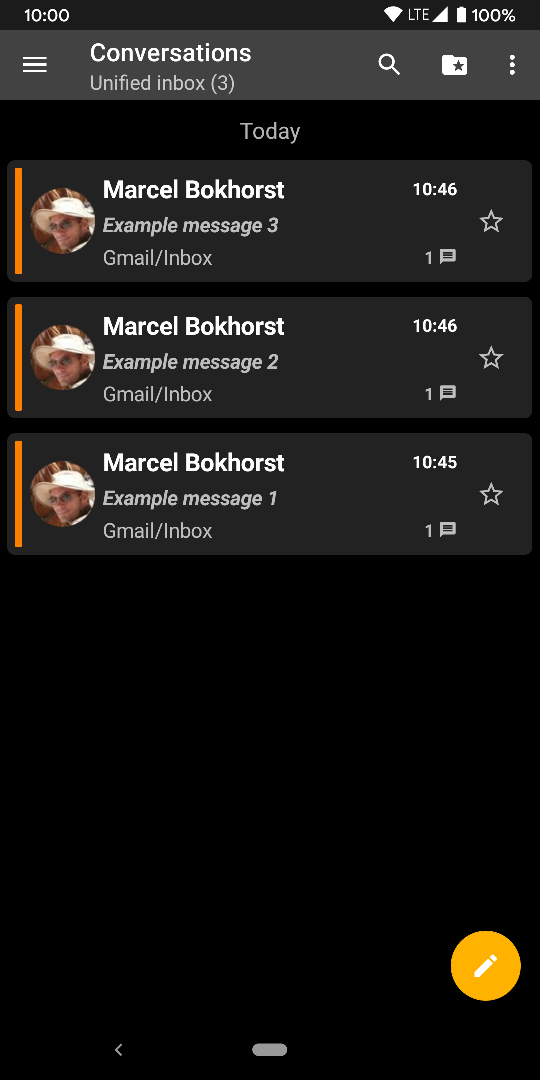 10:00 LTE 100%
Conversations
Unified inbox (3)
Today
Marcel Bokhorst 10:46
Example message 3
Gmail/Inbox 1
Marcel Bokhorst 10:46
Example message 2
Gmail/Inbox 1
Marcel Bokhorst 10:45
Example message 1
Gmail/Inbox 1